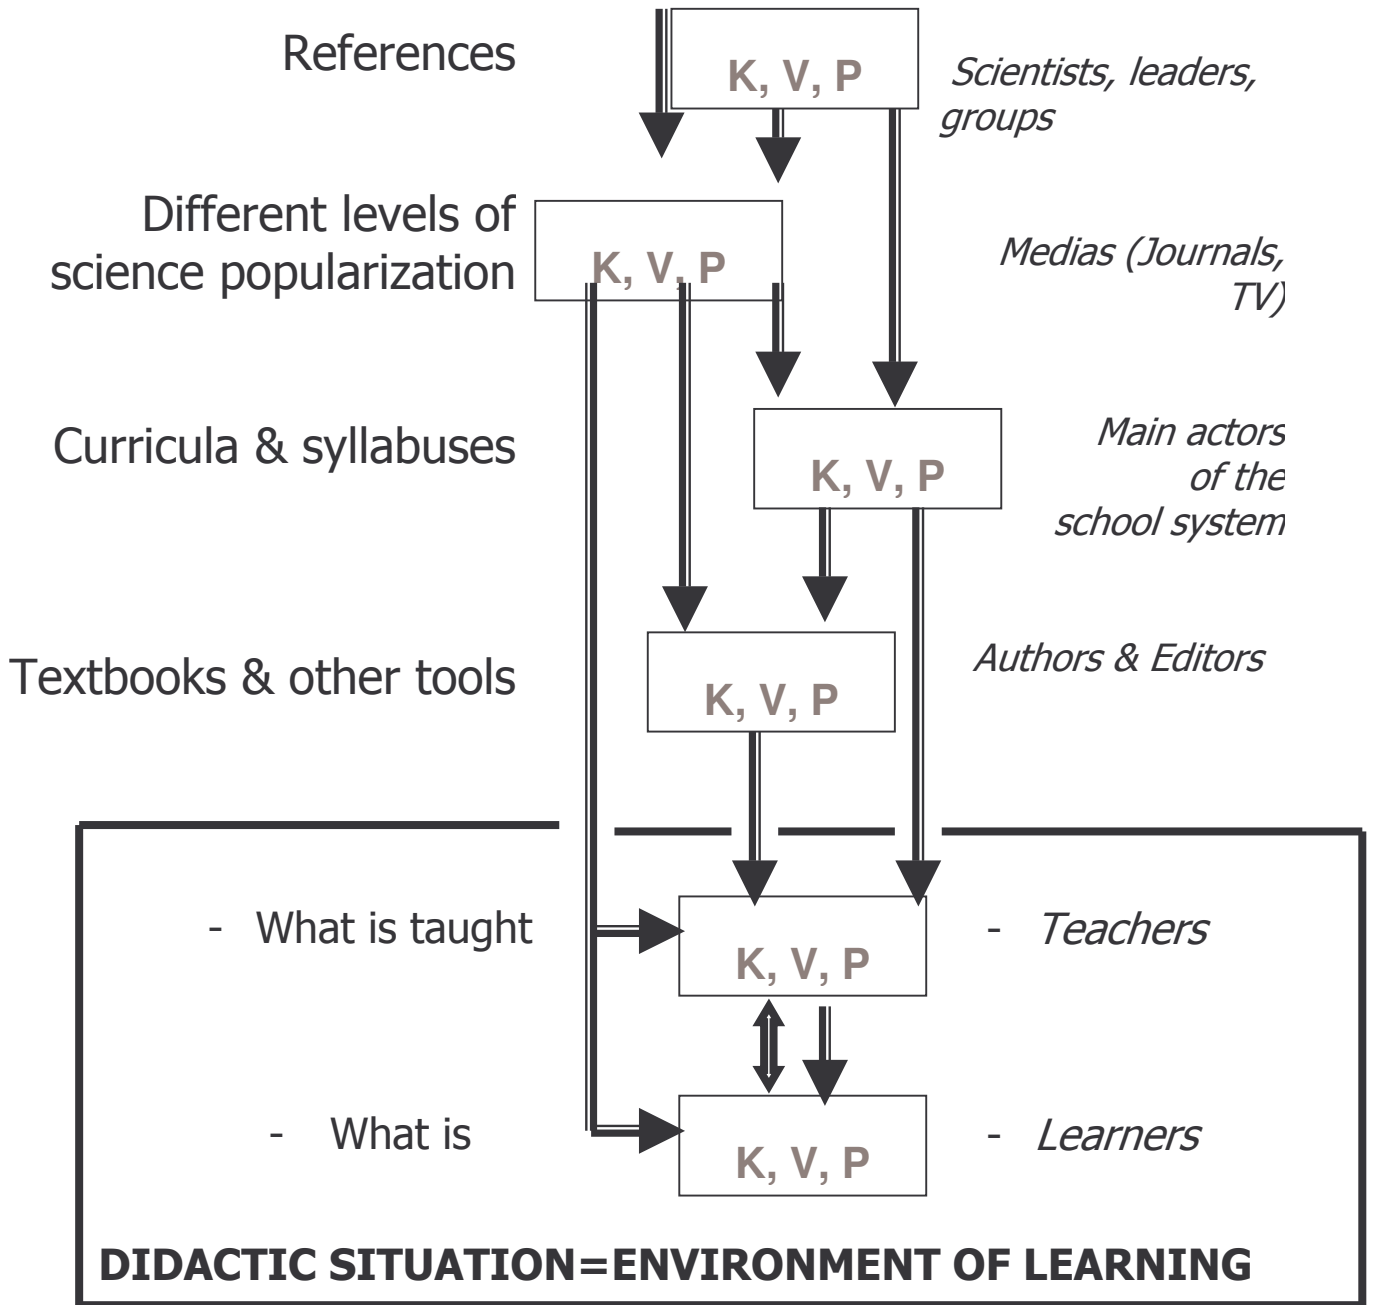 References
K, V, P
Scientists, leaders,
groups
Different levels of
science popularization
K, V, P
Medias (Journals,
TV)
Curricula & syllabuses
K, V, P
Main actors
of the
school system
Textbooks & other tools
K, V, P
Authors & Editors
- What is taught
K, V, P
- Teachers
- What is
K, V, P
- Learners
DIDACTIC SITUATION=ENVIRONMENT OF LEARNING